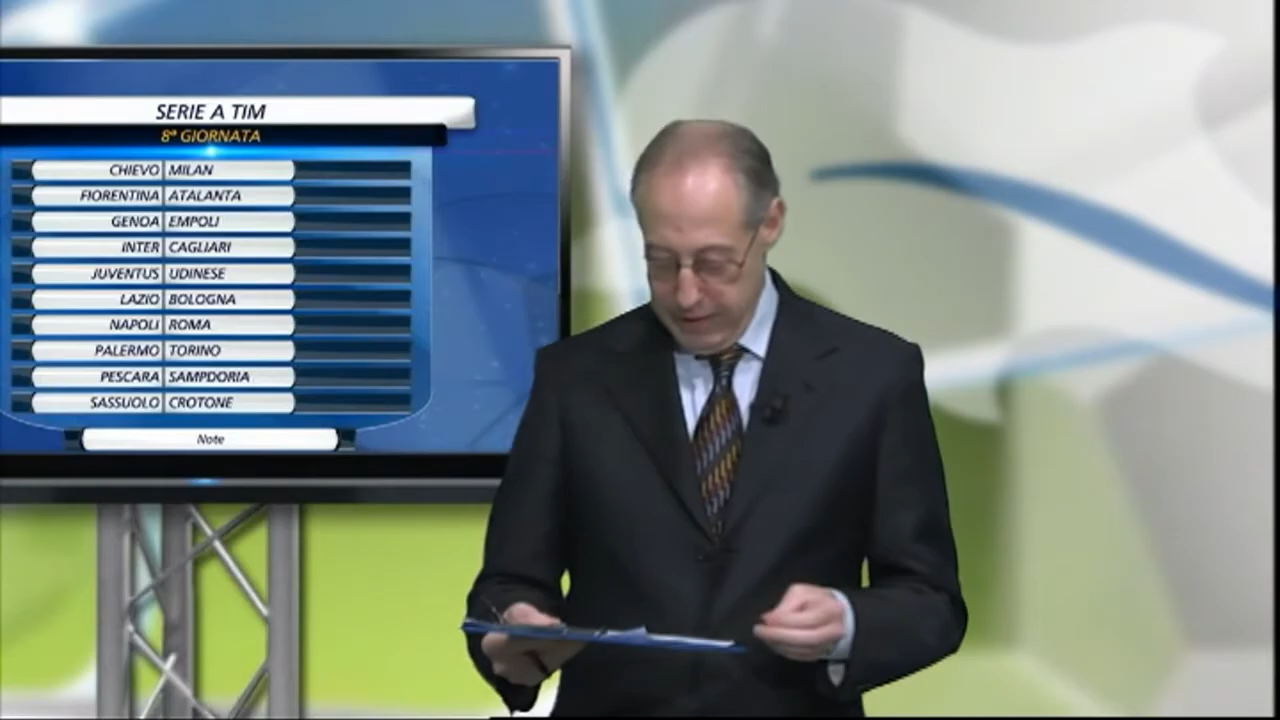 SERIE A TIM
8ª GIORNATA
CHIEVO MILAN
FIORENTINA ATALANTA
GENOA EMPOLI
INTER CAGLIARI
JUVENTUS UDINESE
LAZIO BOLOGNA
NAPOLI ROMA
PALERMO TORINO
PESCARA SAMPDORIA
SASSUOLO CROTONE
Note